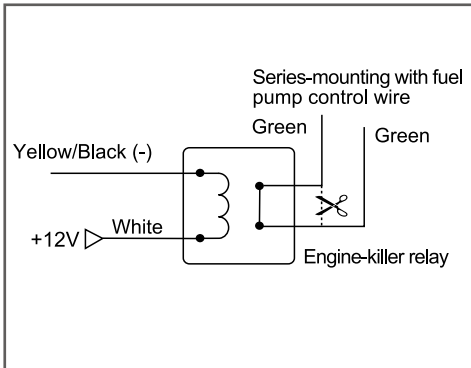 Series-mounting with fuel
pump control wire
Green
Green
Yellow/Black (-)
White
+12V
Engine-killer relay